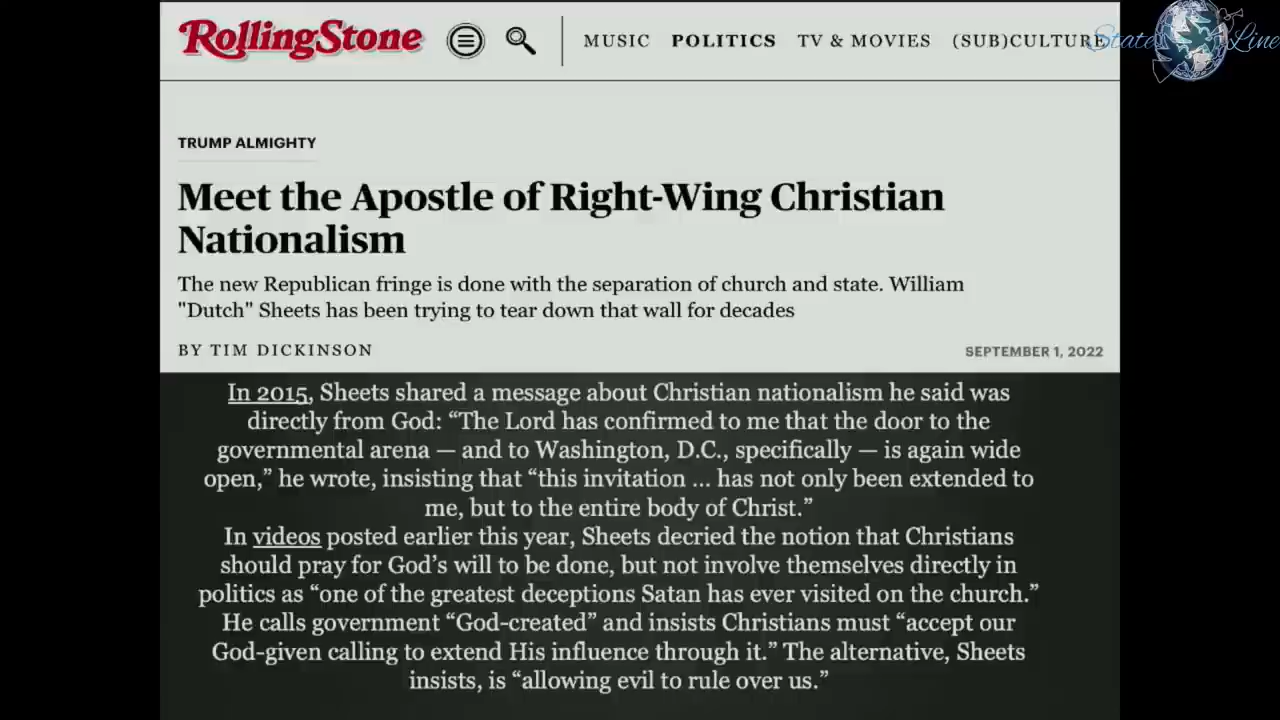 RollingStone
MUSIC POLITICS TV & MOVIES (SUB)CULTURE
State Line
TRUMP ALMIGHTY
Meet the Apostle of Right-Wing Christian
Nationalism
The new Republican fringe is done with the separation of church and state. William
"Dutch" Sheets has been trying to tear down that wall for decades
BY TIM DICKINSON
SEPTEMBER 1, 2022
In 2015, Sheets shared a message about Christian nationalism he said was
directly from God: “The Lord has confirmed to me that the door to the
governmental arena — and to Washington, D.C., specifically — is again wide
open,” he wrote, insisting that “this invitation ... has not only been extended to
me, but to the entire body of Christ.”
In videos posted earlier this year, Sheets decried the notion that Christians
should pray for God’s will to be done, but not involve themselves directly in
politics as “one of the greatest deceptions Satan has ever visited on the church.”
He calls government “God-created” and insists Christians must “accept our
God-given calling to extend His influence through it.” The alternative, Sheets
insists, is “allowing evil to rule over us.”